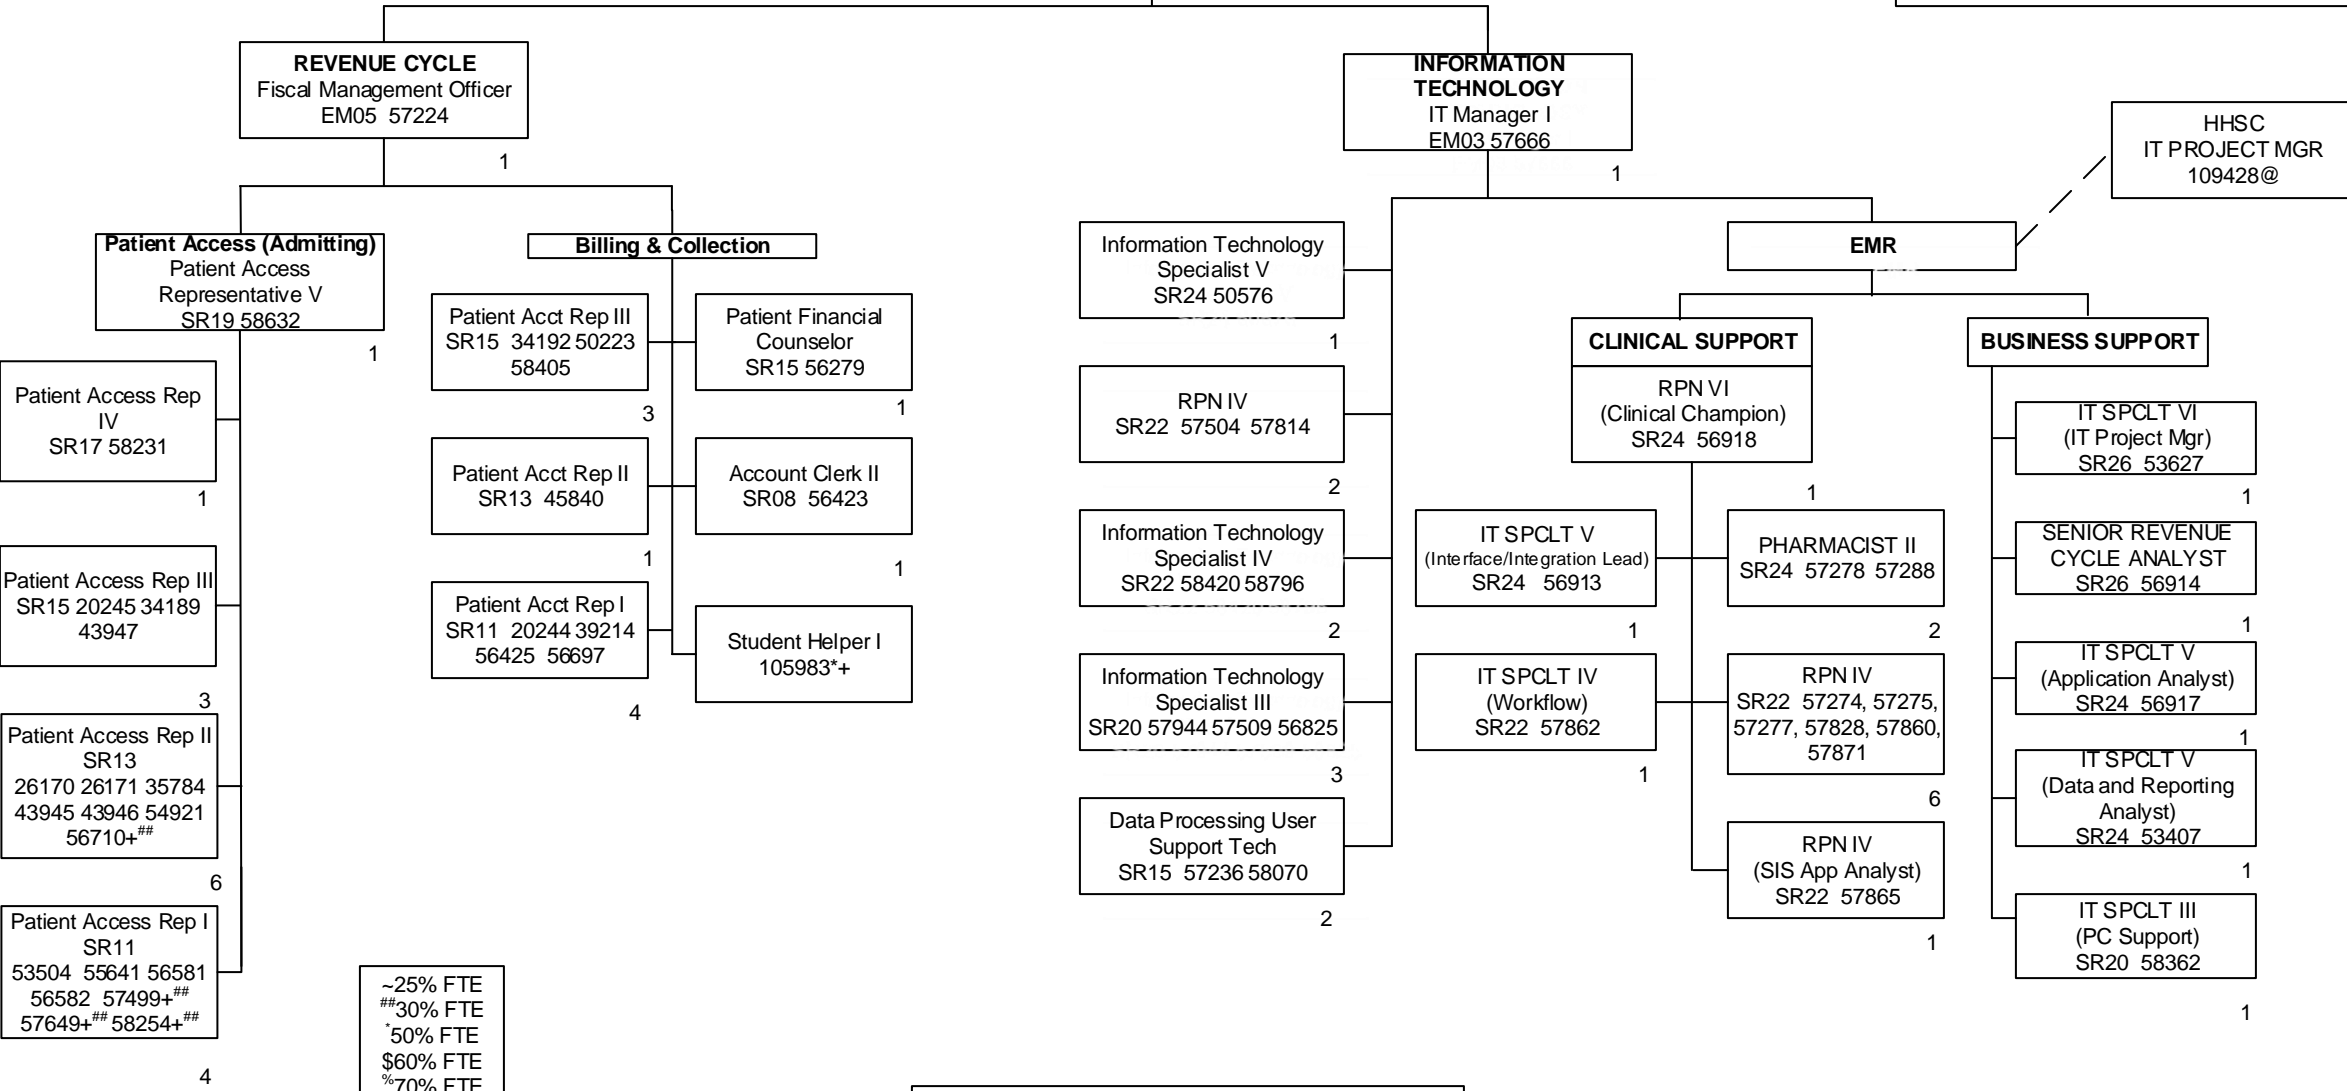 REVENUE CYCLE
Fiscal Management Officer
EM05 57224
1
Patient Access (Admitting)
Patient Access
Representative V
SR19 58632
1
Patient Access Rep
IV
SR17 58231
1
Patient Access Rep III
SR15 20245 34189
43947
3
Patient Access Rep II
SR13
26170 26171 35784
43945 43946 54921
56710+##
6
Patient Access Rep I
SR11
53504 55641 56581
56582 57499+##
57649+## 58254+##
4
Billing & Collection
Patient Acct Rep III
SR15 34192 50223
58405
3
Patient Financial
Counselor
SR15 56279
1
Patient Acct Rep II
SR13 45840
1
Account Clerk II
SR08 56423
1
Patient Acct Rep I
SR11 20244 39214
56425 56697
4
Student Helper I
105983*+
~25% FTE
##30% FTE
*50% FTE
$60% FTE
%70% FTE
INFORMATION
TECHNOLOGY
IT Manager I
EM03 57666
1
HHSC
IT PROJECT MGR
109428@
Information Technology
Specialist V
SR24 50576
1
RPN IV
SR22 57504 57814
2
Information Technology
Specialist IV
SR22 58420 58796
2
Information Technology
Specialist III
SR20 57944 57509 56825
3
Data Processing User
Support Tech
SR15 57236 58070
2
EMR
CLINICAL SUPPORT
RPN VI
(Clinical Champion)
SR24 56918
1
IT SPCLT V
(Interface/Integration Lead)
SR24 56913
1
PHARMACIST II
SR24 57278 57288
2
IT SPCLT IV
(Workflow)
SR22 57862
1
RPN IV
SR22 57274, 57275,
57277, 57828, 57860,
57871
6
RPN IV
(SIS App Analyst)
SR22 57865
1
BUSINESS SUPPORT
IT SPCLT VI
(IT Project Mgr)
SR26 53627
1
SENIOR REVENUE
CYCLE ANALYST
SR26 56914
1
IT SPCLT V
(Application Analyst)
SR24 56917
1
IT SPCLT V
(Data and Reporting
Analyst)
SR24 53407
1
IT SPCLT III
(PC Support)
SR20 58362
1